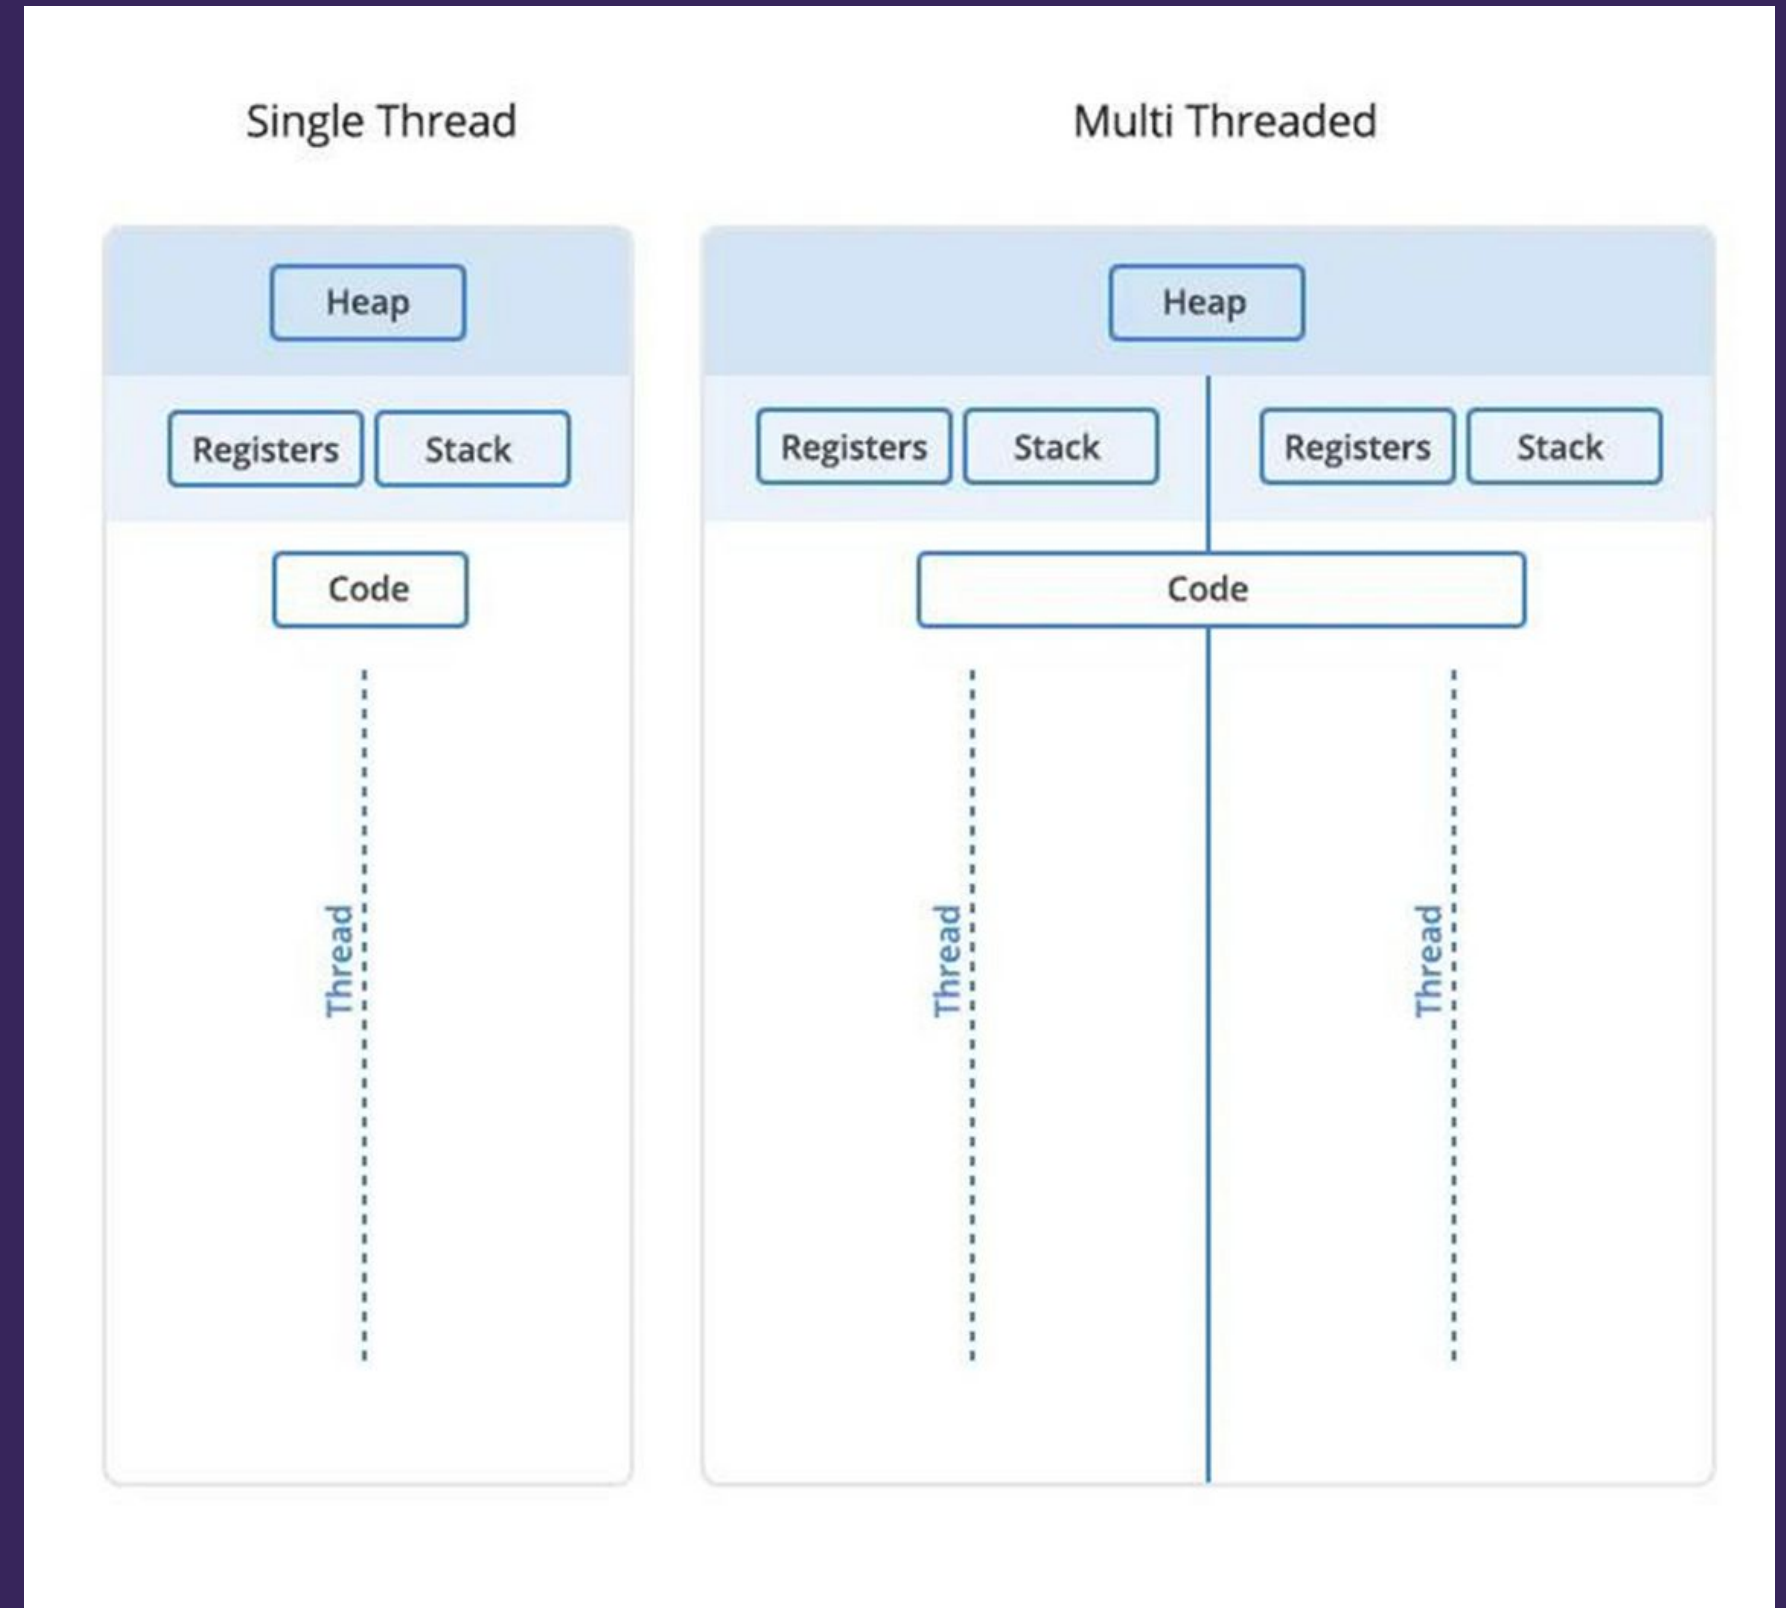 Single Thread
Multi Threaded
Heap
Registers Stack
Code
Thread
Heap
Registers Stack Registers Stack
Code
Thread Thread